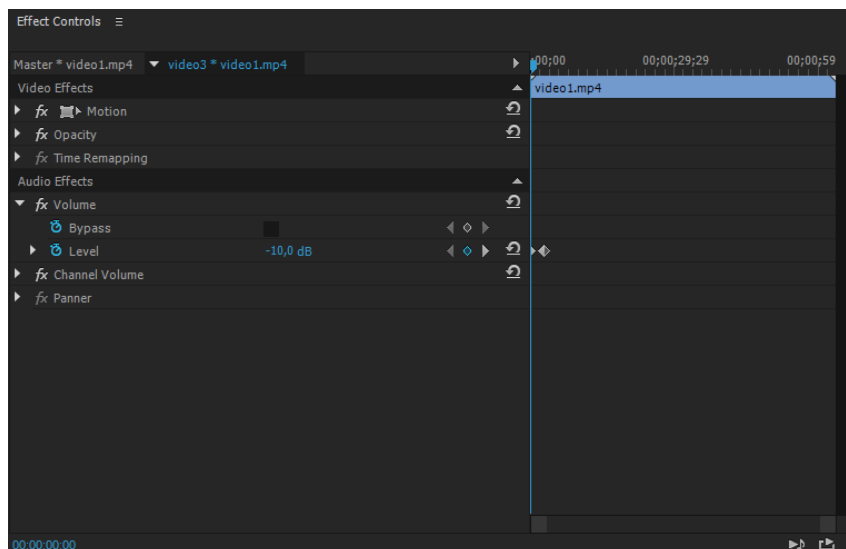 Effect Controls
Master * video1.mp4 video3 * video1.mp4 00;00 00;00;29;29 00;00;59
Video Effects video1.mp4
fx Motion
fx Opacity
fx Time Remapping
Audio Effects
fx Volume
Bypass
Level -10,0 dB
fx Channel Volume
fx Panner
00:00:00:00